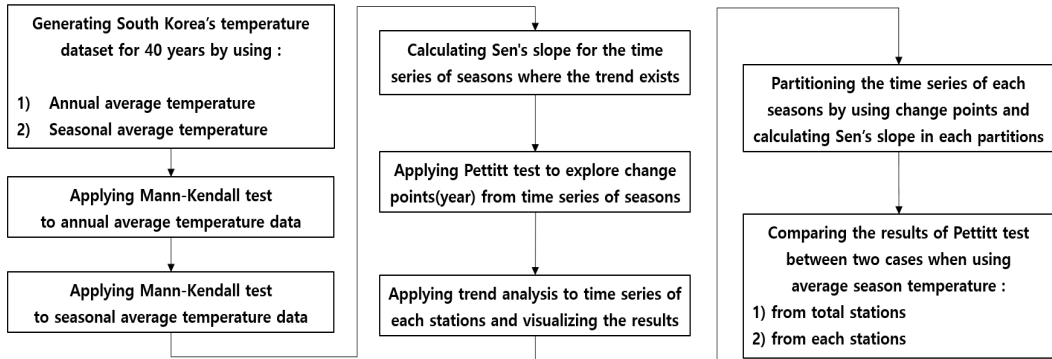 Generating South Korea's temperature
dataset for 40 years by using :
1) Annual average temperature
2) Seasonal average temperature
Applying Mann-Kendall test
to annual average temperature data
Applying Mann-Kendall test
to seasonal average temperature data
Calculating Sen's slope for the time
series of seasons where the trend exists
Applying Pettitt test to explore change
points(year) from time series of seasons
Applying trend analysis to time series of
each stations and visualizing the results
Partitioning the time series of each
seasons by using change points and
calculating Sen's slope in each partitions
Comparing the results of Pettitt test
between two cases when using
average season temperature :
1) from total stations
2) from each stations